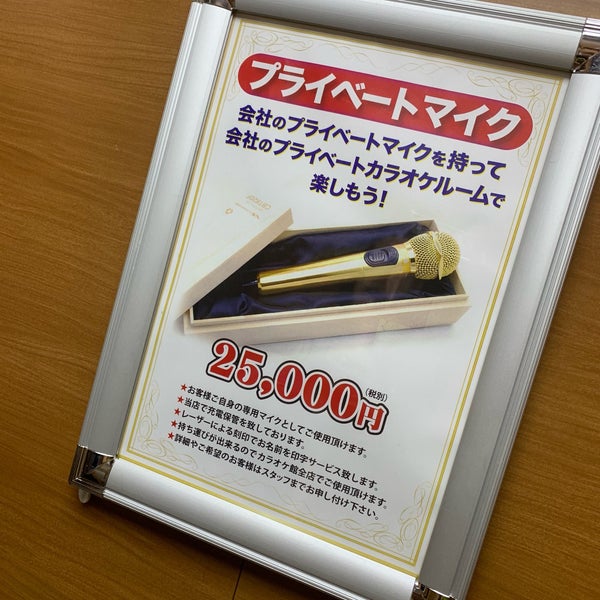 プライベートマイク
会社のプライベートマイクを持って
会社のプライベートカラオケルームで
楽しもう!
25,000円
(税別)
★お客様ご自身の専用マイクとしてご使用頂けます。
★当店で充電保管を致しております。
★レーザーによる刻印でお名前を印字サービス致します。
★持ち運びが出来るのでカラオケ館全店でご使用頂けます。
★詳細やご希望のお客様はスタッフまでお申し付け下さい。